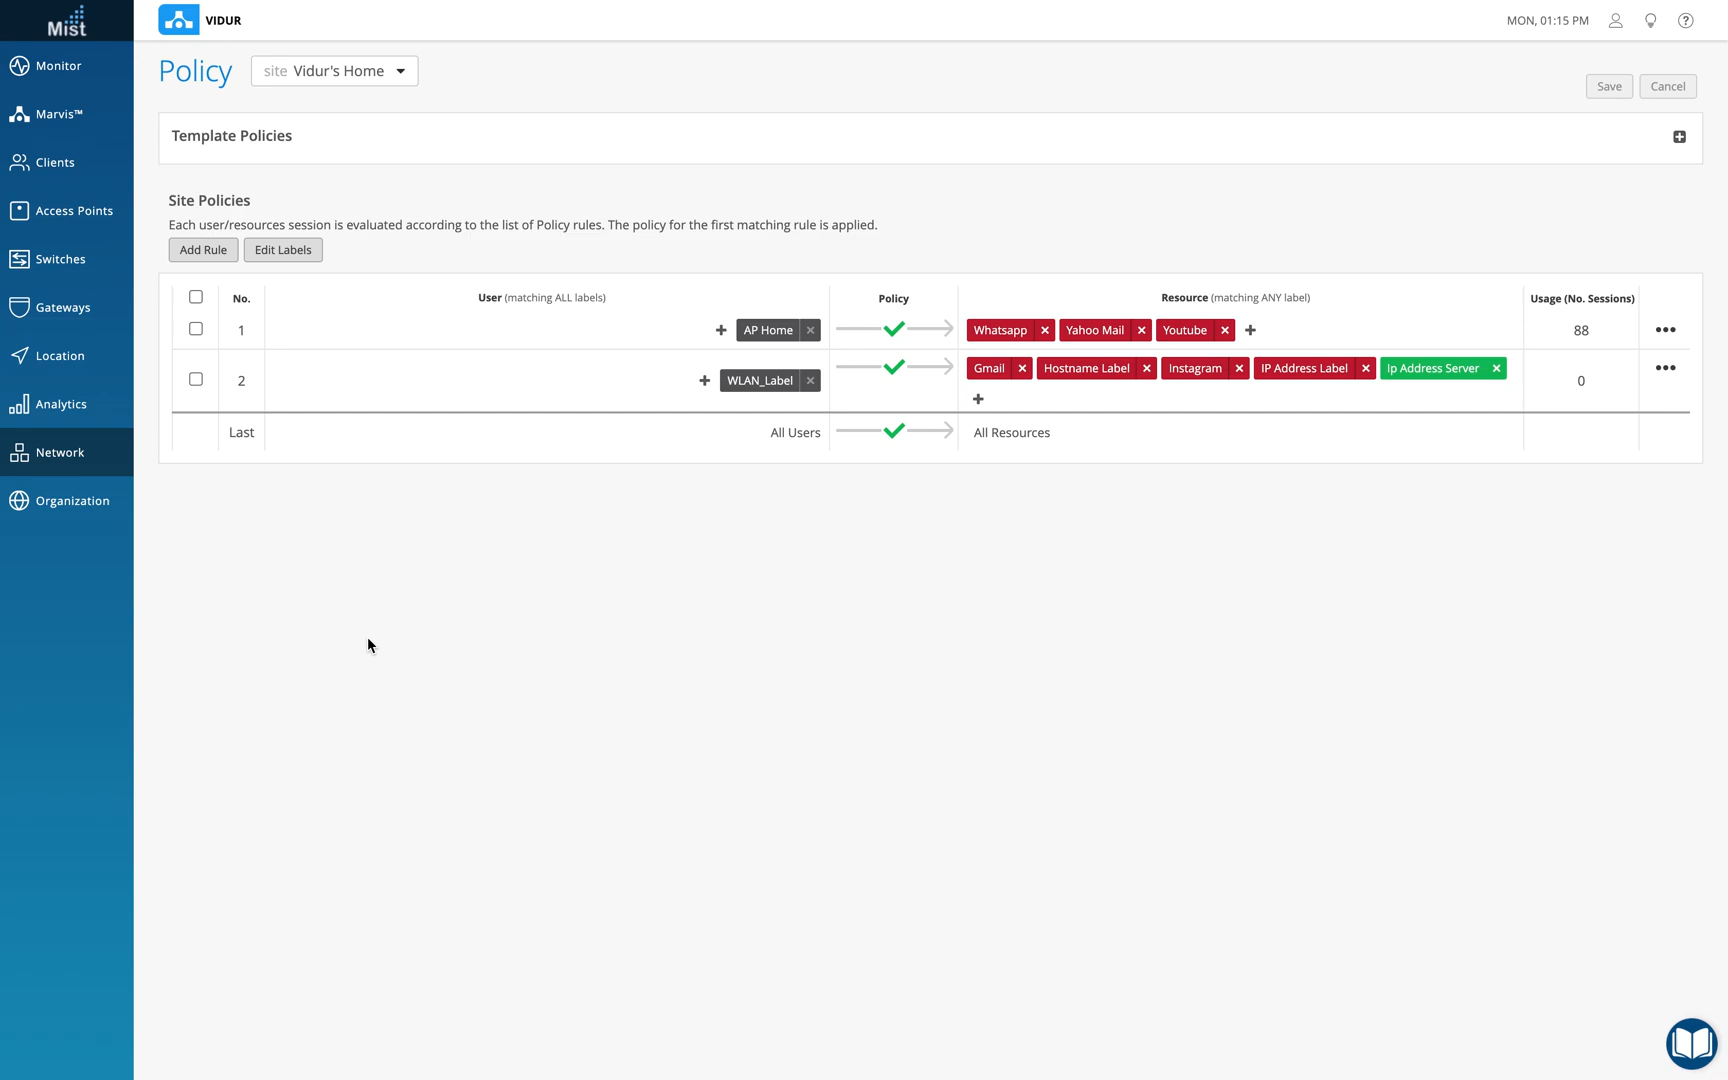 Mist
VIDUR
MON, 01:15 PM
Monitor
Marvis™
Clients
Access Points
Switches
Gateways
Location
Analytics
Network
Organization
Policy
site Vidur's Home
Save
Cancel
Template Policies
Site Policies
Each user/resources session is evaluated according to the list of Policy rules. The policy for the first matching rule is applied.
Add Rule
Edit Labels
No. User (matching ALL labels) Policy Resource (matching ANY label) Usage (No. Sessions)
1 AP Home Whatsapp Yahoo Mail Youtube 88
2 WLAN_Label Gmail Hostname Label Instagram IP Address Label Ip Address Server 0
Last All Users All Resources